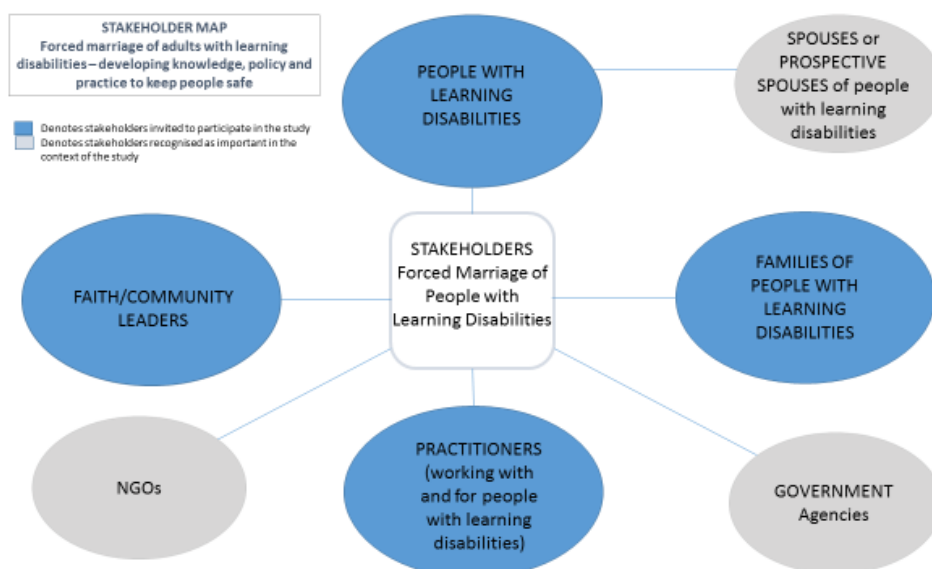 STAKEHOLDER MAP
Forced marriage of adults with learning
disabilities – developing knowledge, policy and
practice to keep people safe
Denotes stakeholders invited to participate in the study
Denotes stakeholders recognised as important in the
context of the study
PEOPLE WITH
LEARNING
DISABILITIES
SPOUSES or
PROSPECTIVE
SPOUSES of people
with learning
disabilities
FAITH/COMMUNITY
LEADERS
STAKEHOLDERS
Forced Marriage of
People with
Learning Disabilities
FAMILIES OF
PEOPLE WITH
LEARNING
DISABILITIES
NGOs
PRACTITIONERS
(working with
and for people
with learning
disabilities)
GOVERNMENT
Agencies